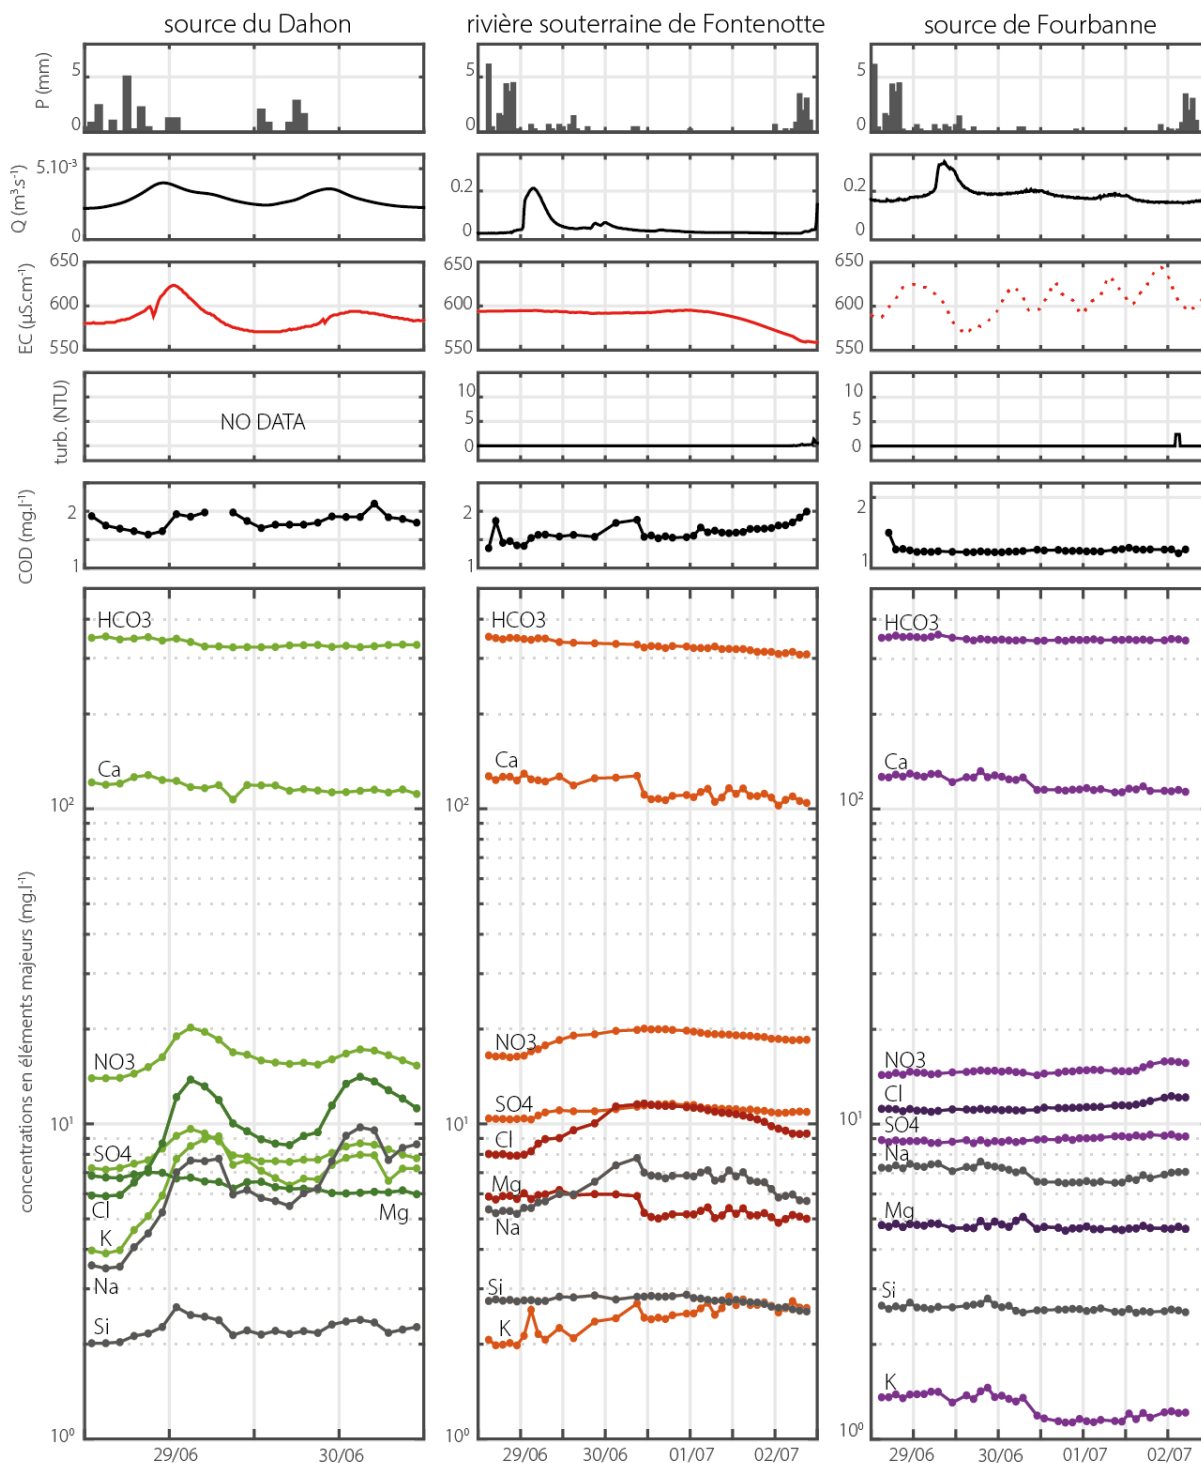 source du Dahon
rivière souterraine de Fontenotte
source de Fourbanne
P (mm)
5
0
5
0
5
0
Q (m³.s⁻¹)
5.10⁻³
0
0.2
0
0.2
0
EC (µS.cm⁻¹)
650
600
550
650
600
550
650
600
550
turb. (NTU)
NO DATA
10
5
0
10
5
0
COD (mg.l⁻¹)
2
1
2
1
2
1
concentrations en éléments majeurs (mg.l⁻¹)
HCO3
Ca
10²
NO3
10¹
SO4
Cl
Mg
K
Na
Si
10⁰
29/06
30/06
HCO3
Ca
10²
NO3
SO4
10¹
Cl
Mg
Na
Si
K
10⁰
29/06
30/06
01/07
02/07
HCO3
Ca
10²
NO3
Cl
10¹
SO4
Na
Mg
Si
K
10⁰
29/06
30/06
01/07
02/07